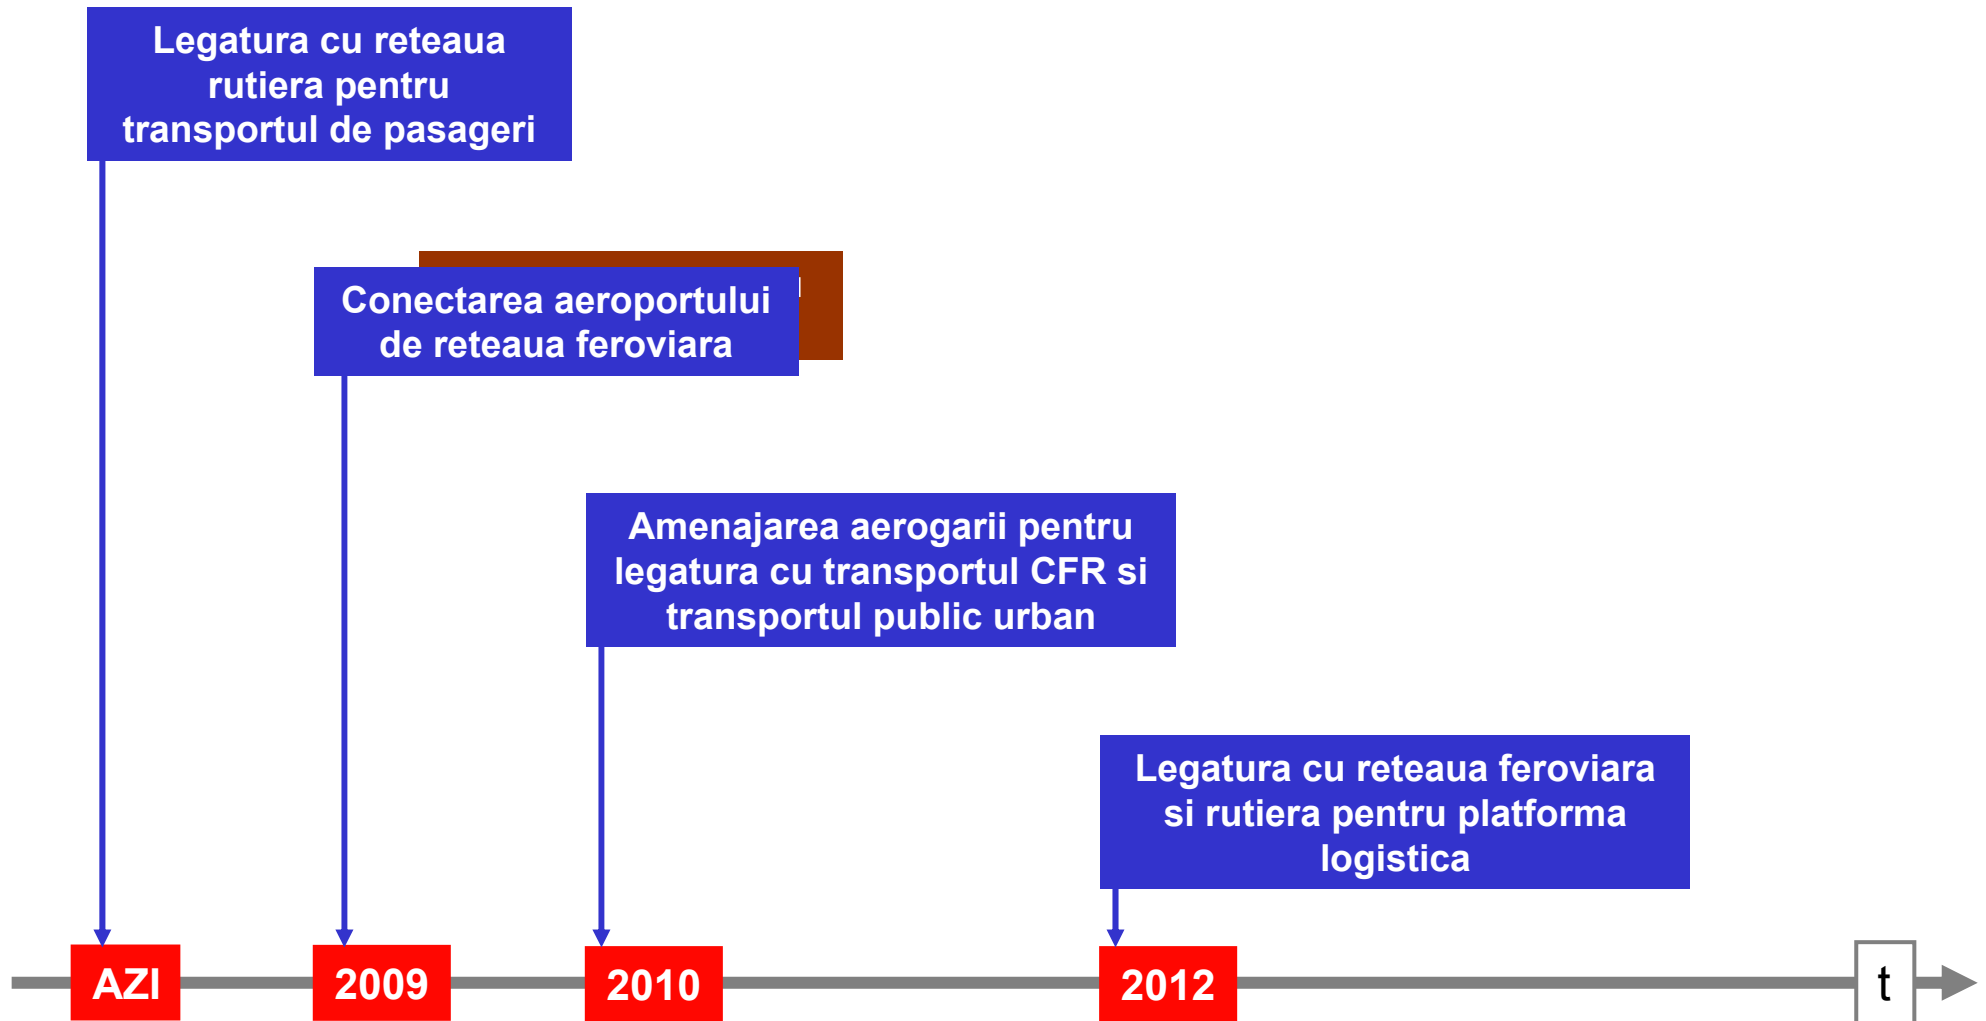 Legatura cu reteaua
rutiera pentru
transportul de pasageri
Conectarea aeroportului
de reteaua feroviara
Amenajarea aerogarii pentru
legatura cu transportul CFR si
transportul public urban
Legatura cu reteaua feroviara
si rutiera pentru platforma
logistica
AZI
2009
2010
2012
t